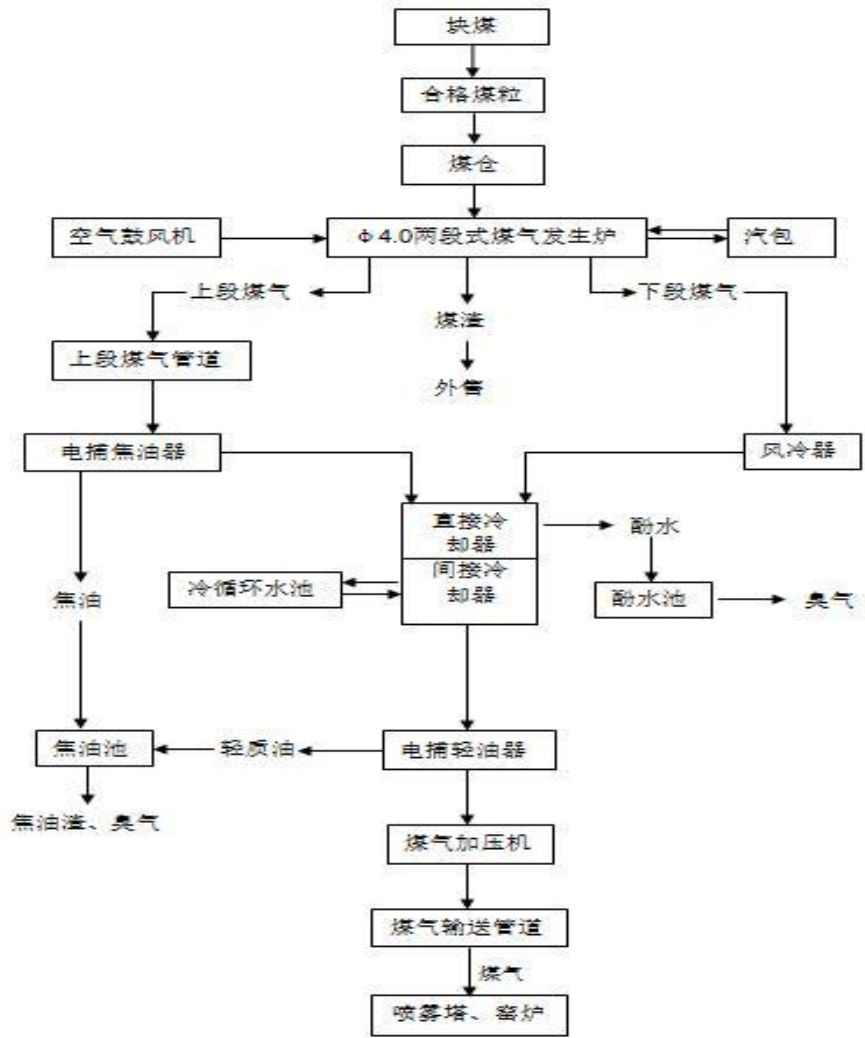 块煤
合格煤粒
煤仓
空气鼓风机
Φ4.0两段式煤气发生炉
汽包
上段煤气
煤渣
下段煤气
上段煤气管道
外售
电捕焦油器
风冷器
直接冷
却器
酚水
间接冷
却器
冷循环水池
焦油
酚水池
臭气
焦油池
轻质油
电捕轻油器
焦油渣、臭气
煤气加压机
煤气输送管道
煤气
喷雾塔、窑炉